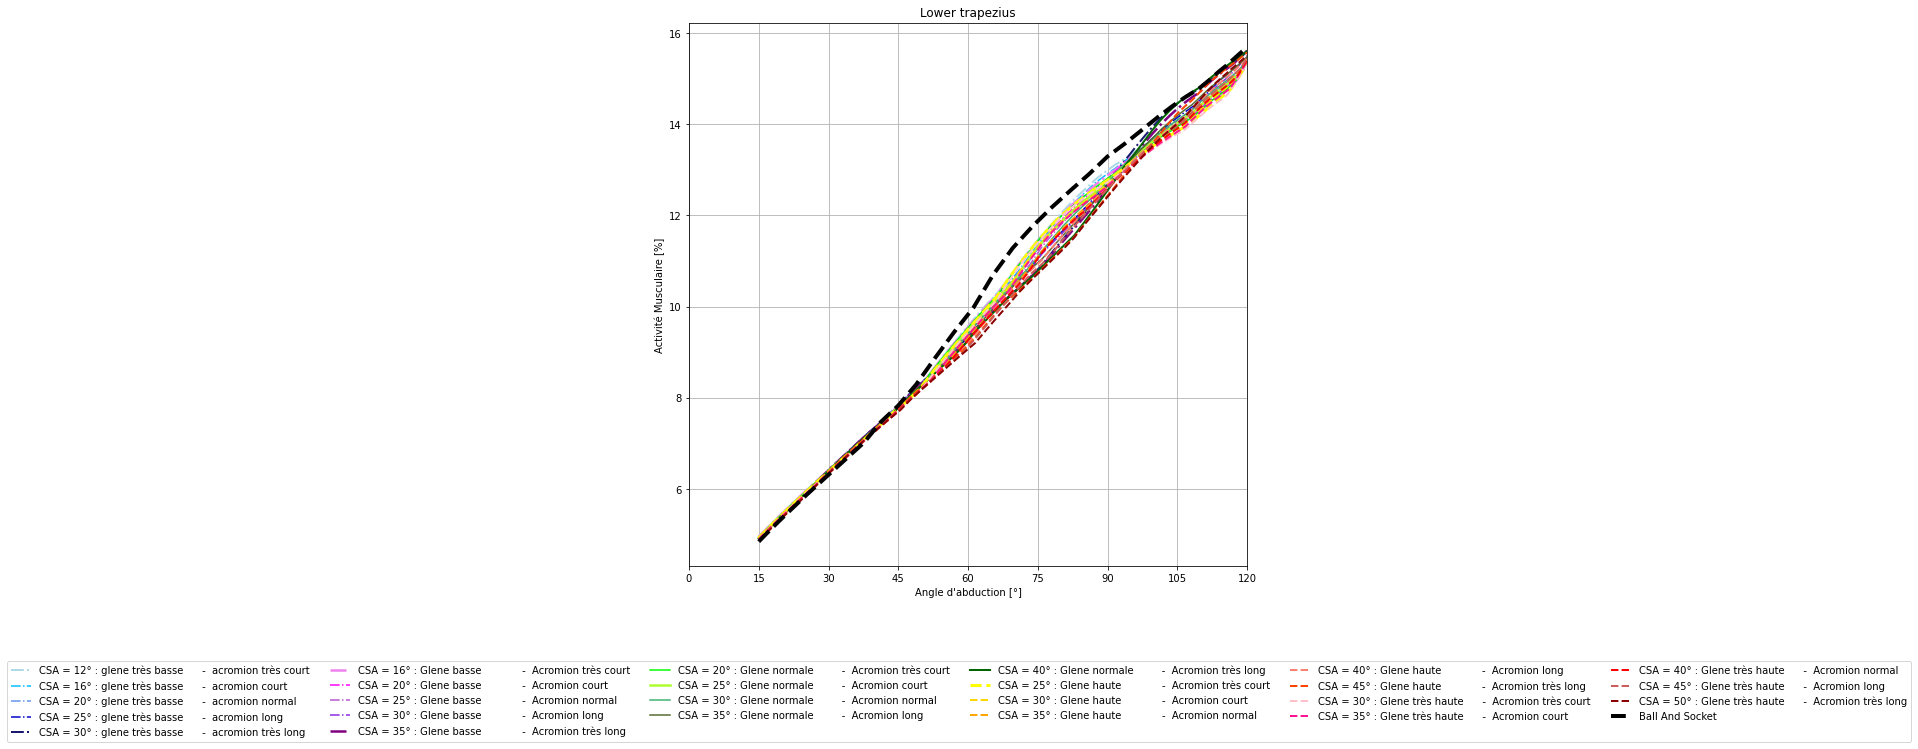 Lower trapezius
16
14
12
10
8
6
Activité Musculaire [%]
0 15 30 45 60 75 90 105 120
Angle d'abduction [°]
CSA = 12° : glene très basse - acromion très court
CSA = 16° : glene très basse - acromion court
CSA = 20° : glene très basse - acromion normal
CSA = 25° : glene très basse - acromion long
CSA = 30° : glene très basse - acromion très long
CSA = 16° : Glene basse - Acromion très court
CSA = 20° : Glene basse - Acromion court
CSA = 25° : Glene basse - Acromion normal
CSA = 30° : Glene basse - Acromion long
CSA = 35° : Glene basse - Acromion très long
CSA = 20° : Glene normale - Acromion très court
CSA = 25° : Glene normale - Acromion court
CSA = 30° : Glene normale - Acromion normal
CSA = 35° : Glene normale - Acromion long
CSA = 40° : Glene normale - Acromion très long
CSA = 25° : Glene haute - Acromion très court
CSA = 30° : Glene haute - Acromion court
CSA = 35° : Glene haute - Acromion normal
CSA = 40° : Glene haute - Acromion long
CSA = 45° : Glene haute - Acromion très long
CSA = 30° : Glene très haute - Acromion très court
CSA = 35° : Glene très haute - Acromion court
CSA = 40° : Glene très haute - Acromion normal
CSA = 45° : Glene très haute - Acromion long
CSA = 50° : Glene très haute - Acromion très long
Ball And Socket